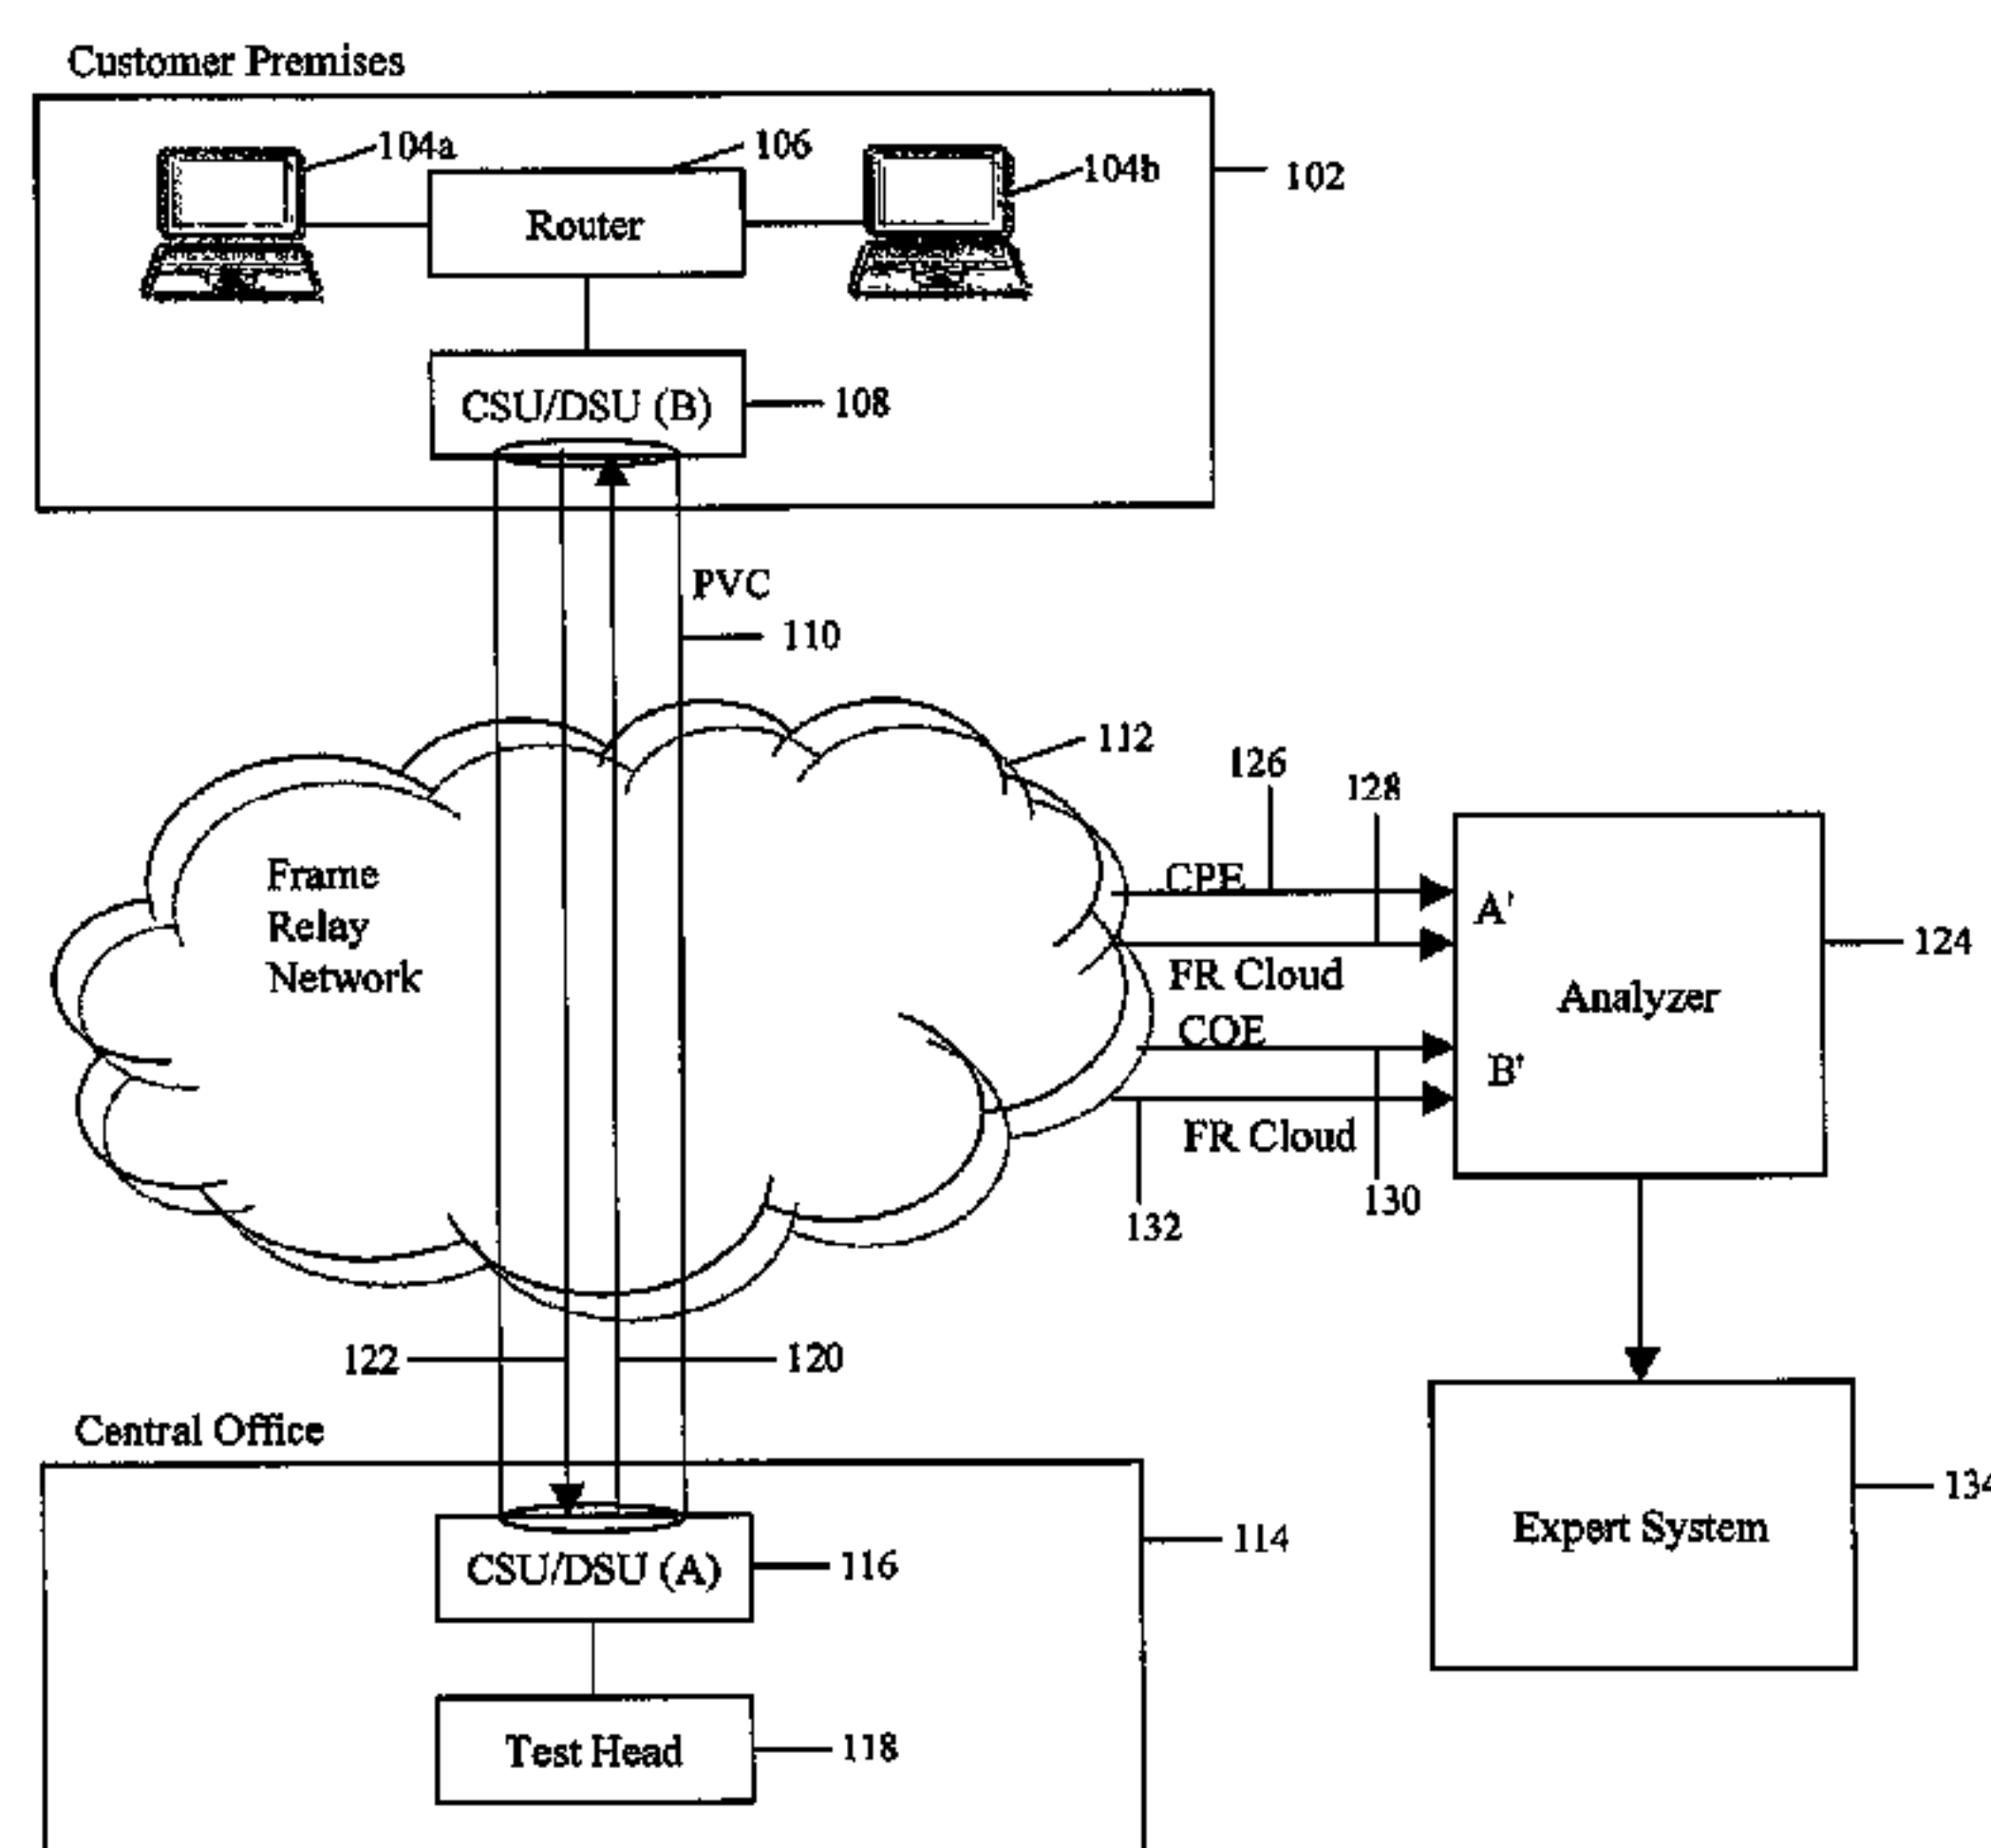 Customer Premises
104a
106
104b
102
Router
CSU/DSU (B)
108
PVC
110
112
126
128
Frame
Relay
Network
CPE
A'
FR Cloud
124
Analyzer
COE
B'
FR Cloud
130
132
122
120
Central Office
134
Expert System
114
CSU/DSU (A)
116
Test Head
118